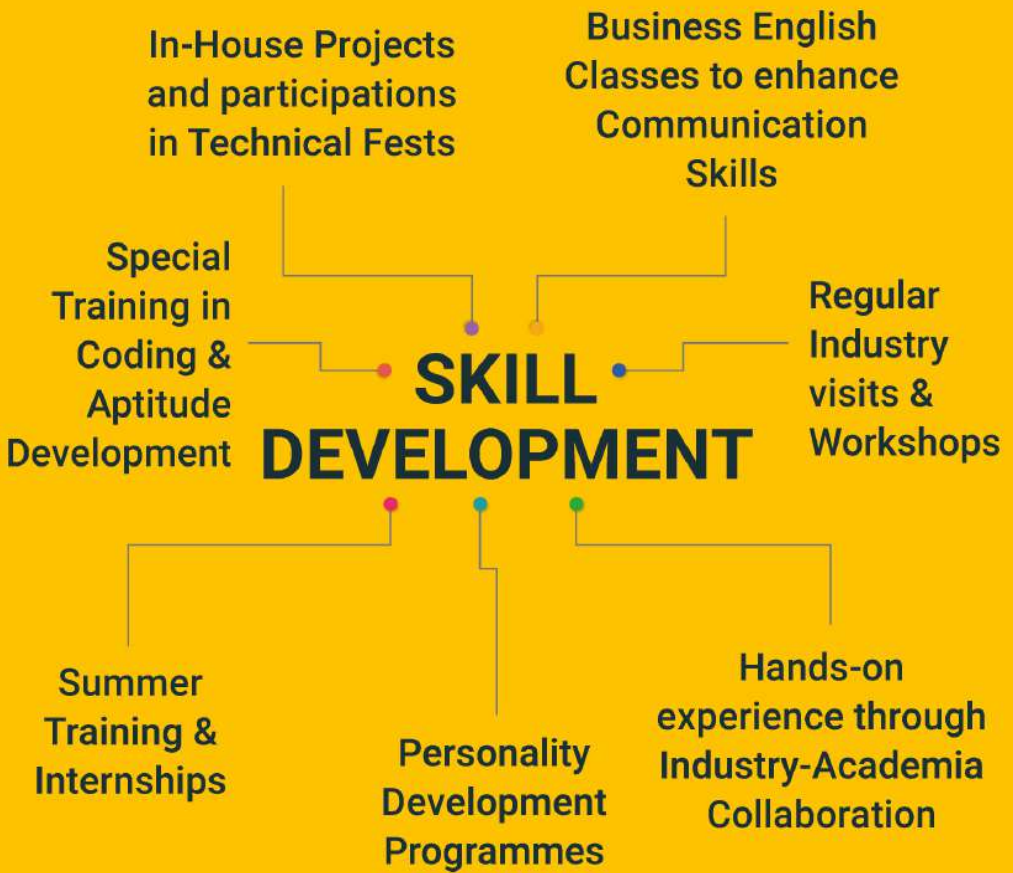 In-House Projects
and participations
in Technical Fests
Business English
Classes to enhance
Communication
Skills
Special
Training in
Coding &
Aptitude
Development
SKILL
DEVELOPMENT
Regular
Industry
visits &
Workshops
Summer
Training &
Internships
Personality
Development
Programmes
Hands-on
experience through
Industry-Academia
Collaboration